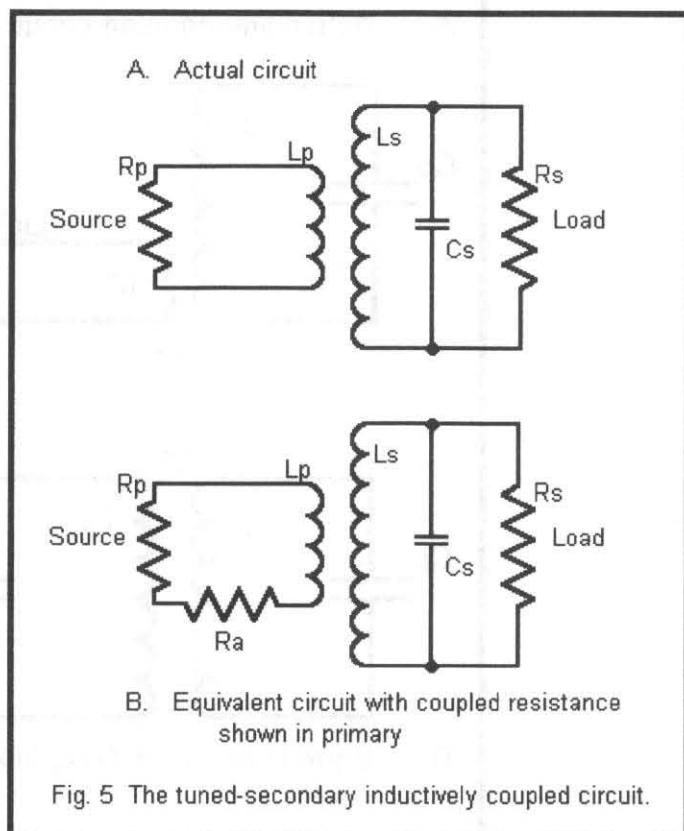 A. Actual circuit
Rp
Lp
Ls
Rs
Source
Cs
Load
Rp
Lp
Ls
Rs
Source
Cs
Load
Ra
B. Equivalent circuit with coupled resistance
shown in primary
Fig. 5 The tuned-secondary inductively coupled circuit.